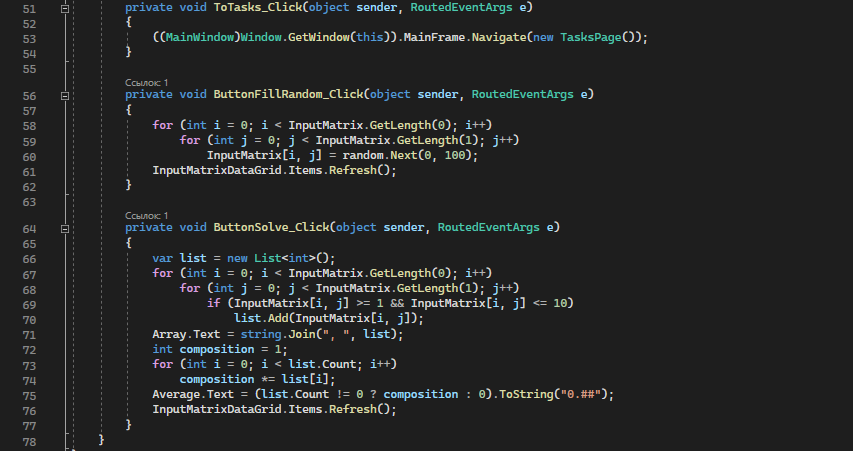 51 private void ToTasks_Click(object sender, RoutedEventArgs e)
52 {
53 ((MainWindow)Window.GetWindow(this)).MainFrame.Navigate(new TasksPage());
54 }
55
Ссылок: 1
56 private void ButtonFillRandom_Click(object sender, RoutedEventArgs e)
57 {
58 for (int i = 0; i < InputMatrix.GetLength(0); i++)
59 for (int j = 0; j < InputMatrix.GetLength(1); j++)
60 InputMatrix[i, j] = random.Next(0, 100);
61 InputMatrixDataGrid.Items.Refresh();
62 }
63
Ссылок: 1
64 private void ButtonSolve_Click(object sender, RoutedEventArgs e)
65 {
66 var list = new List<int>();
67 for (int i = 0; i < InputMatrix.GetLength(0); i++)
68 for (int j = 0; j < InputMatrix.GetLength(1); j++)
69 if (InputMatrix[i, j] >= 1 && InputMatrix[i, j] <= 10)
70 list.Add(InputMatrix[i, j]);
71 Array.Text = string.Join(", ", list);
72 int composition = 1;
73 for (int i = 0; i < list.Count; i++)
74 composition *= list[i];
75 Average.Text = (list.Count != 0 ? composition : 0).ToString("0.##");
76 InputMatrixDataGrid.Items.Refresh();
77 }
78 }